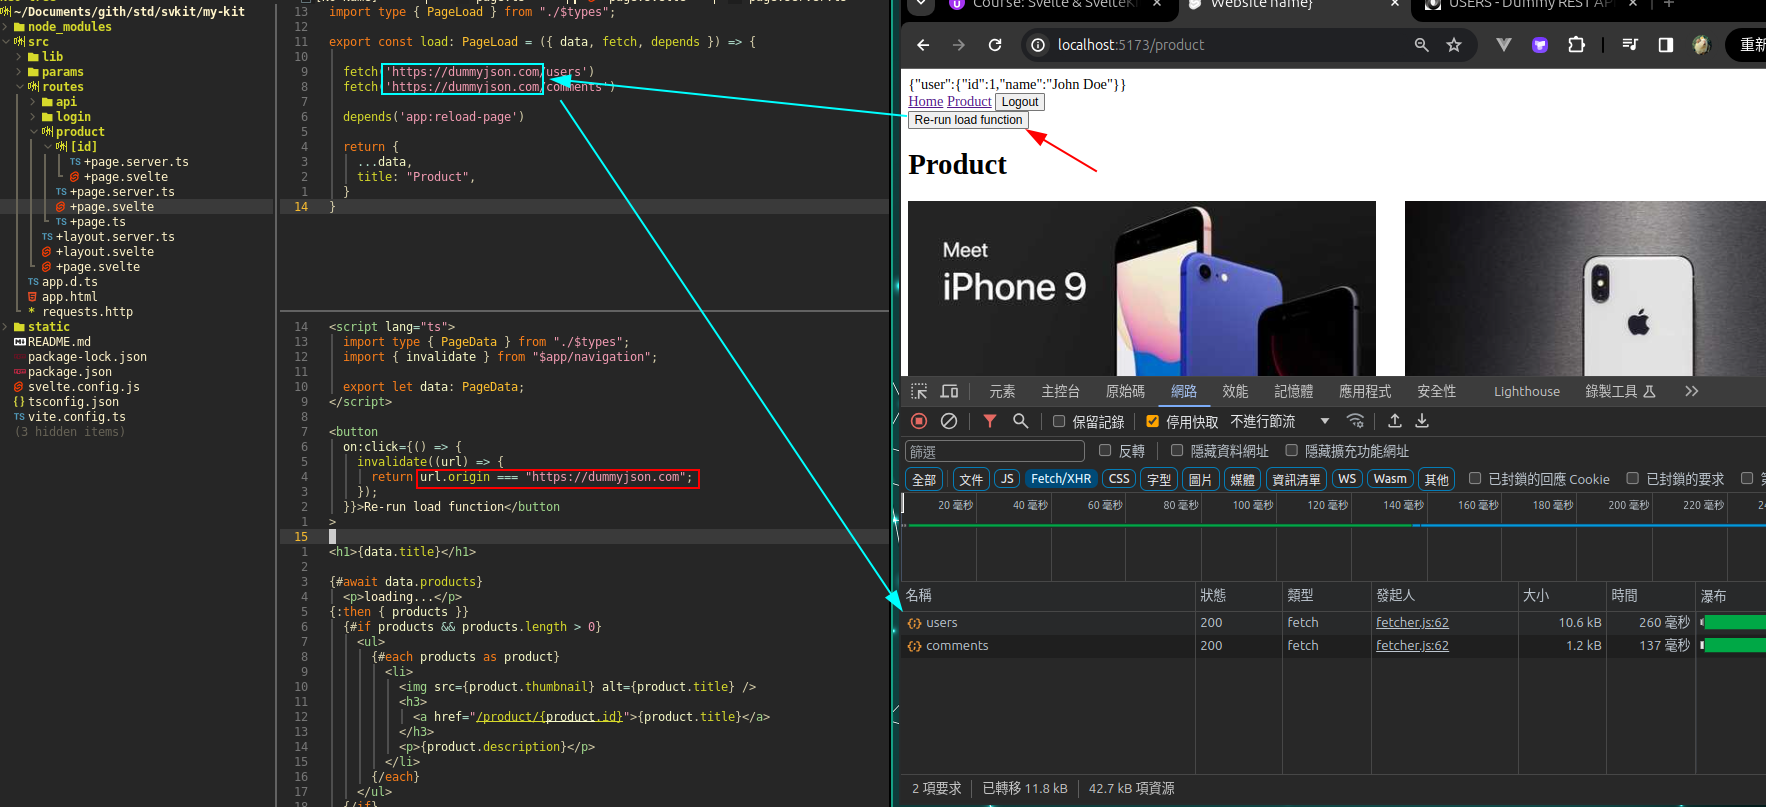 ~/Documents/gith/std/svkit/my-kit
node_modules
src
lib
params
routes
api
login
product
[id]
TS +page.server.ts
+page.svelte
TS +page.server.ts
+page.svelte
TS +page.ts
TS +layout.server.ts
+layout.svelte
+page.svelte
TS app.d.ts
app.html
* requests.http
static
README.md
package-lock.json
package.json
svelte.config.js
{} tsconfig.json
TS vite.config.ts
(3 hidden items)
13 import type { PageLoad } from "./$types";
12
11 export const load: PageLoad = ({ data, fetch, depends }) => {
10
9 fetch('https://dummyjson.com/users')
8 fetch('https://dummyjson.com/comments')
7
6 depends('app:reload-page')
5
4 return {
3 ...data,
2 title: "Product",
1 }
14 }
14 <script lang="ts">
13 import type { PageData } from "./$types";
12 import { invalidate } from "$app/navigation";
11
10 export let data: PageData;
9 </script>
8
7 <button
6 on:click={() => {
5 invalidate((url) => {
4 return url.origin === "https://dummyjson.com";
3 });
2 }}>Re-run load function</button
1 >
15
1 <h1>{data.title}</h1>
2
3 {#await data.products}
4 <p>loading...</p>
5 {:then { products }}
6 {#if products && products.length > 0}
7 <ul>
8 {#each products as product}
9 <li>
10 <img src={product.thumbnail} alt={product.title} />
11 <h3>
12 <a href="/product/{product.id}">{product.title}</a>
13 </h3>
14 <p>{product.description}</p>
15 </li>
16 {/each}
17 </ul>
18 {/if}
Course: Svelte & SvelteKi
Website name}
USERS - Dummy REST AP
localhost:5173/product
重新
{"user":{"id":1,"name":"John Doe"}}
Home Product Logout
Re-run load function
Product
Meet
iPhone 9
元素 主控台 原始碼 網路 效能 記憶體 應用程式 安全性 Lighthouse 錄製工具
保留記錄 停用快取 不進行節流
篩選 反轉 隱藏資料網址 隱藏擴充功能網址
全部 文件 JS Fetch/XHR CSS 字型 圖片 媒體 資訊清單 WS Wasm 其他 已封鎖的回應 Cookie 已封鎖的要求
20 毫秒 40 毫秒 60 毫秒 80 毫秒 100 毫秒 120 毫秒 140 毫秒 160 毫秒 180 毫秒 200 毫秒 220 毫秒
名稱 狀態 類型 發起人 大小 時間 瀑布
users 200 fetch fetcher.js:62 10.6 kB 260 毫秒
comments 200 fetch fetcher.js:62 1.2 kB 137 毫秒
2 項要求 已轉移 11.8 kB 42.7 kB 項資源